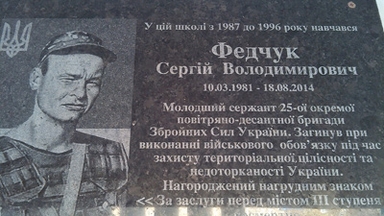 У цій школі з 1987 до 1996 року навчався
Федчук
Сергій Володимирович
10.03.1981 - 18.08.2014
Молодший сержант 25-ої окремої
повітряно-десантної бригади
Збройних Сил України. Загинув при
виконанні військового обов'язку під час
захисту територіальної цілісності та
недоторканості України.
Нагороджений нагрудним знаком
<< За заслуги перед містом III ступеня